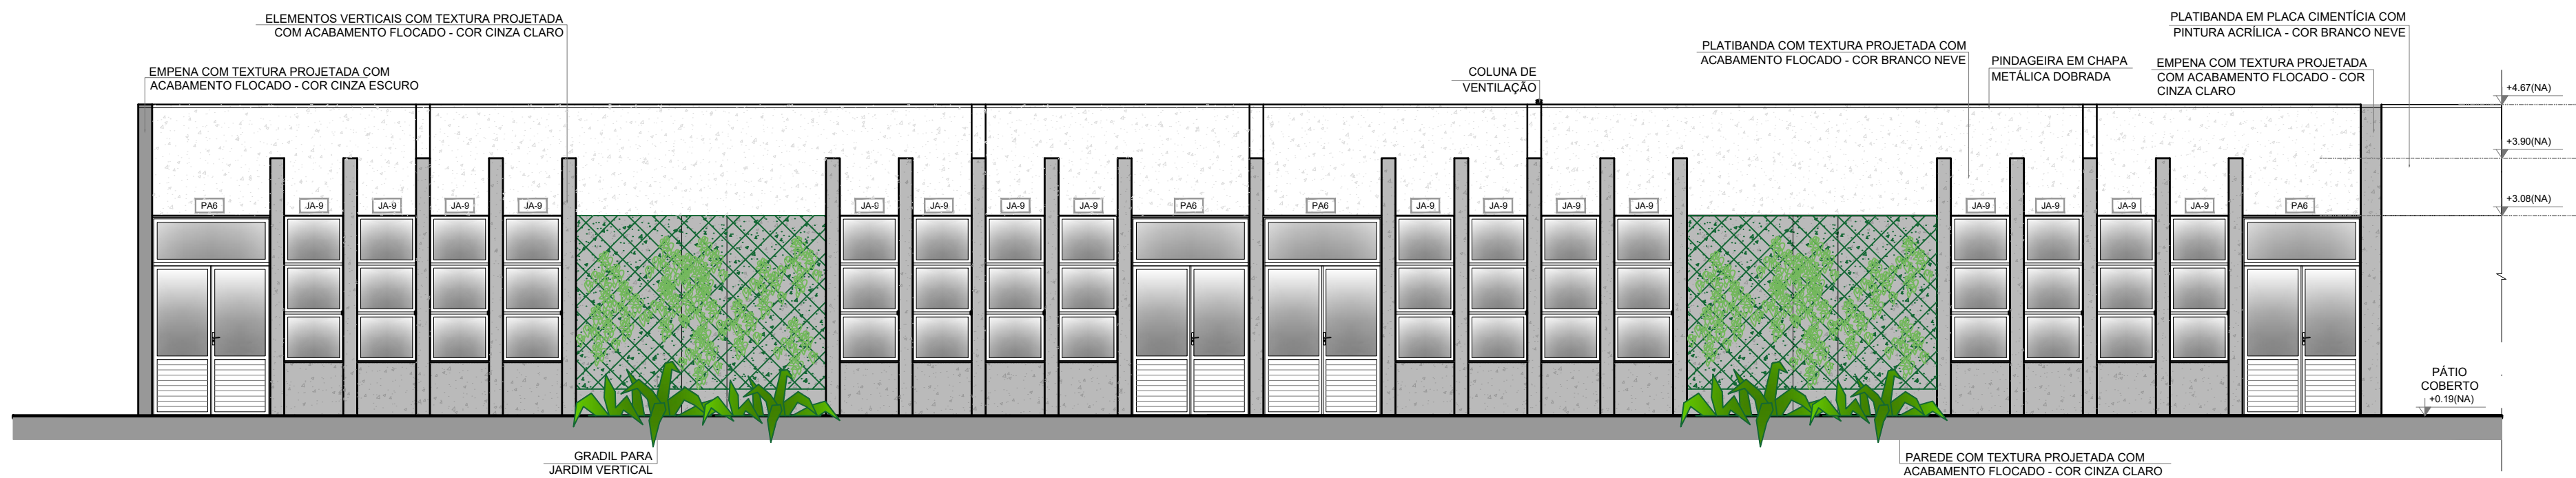 ELEMENTOS VERTICAIS COM TEXTURA PROJETADA
COM ACABAMENTO FLOCADO - COR CINZA CLARO
EMPENA COM TEXTURA PROJETADA COM
ACABAMENTO FLOCADO - COR CINZA ESCURO
COLUNA DE
VENTILAÇÃO
PLATIBANDA COM TEXTURA PROJETADA COM
ACABAMENTO FLOCADO - COR BRANCO NEVE
PINDAGEIRA EM CHAPA
METÁLICA DOBRADA
PLATIBANDA EM PLACA CIMENTÍCIA COM
PINTURA ACRÍLICA - COR BRANCO NEVE
EMPENA COM TEXTURA PROJETADA
COM ACABAMENTO FLOCADO - COR
CINZA CLARO
+4.67(NA)
+3.90(NA)
+3.08(NA)
PA6
JA-9
JA-9
JA-9
JA-9
JA-9
JA-9
JA-9
JA-9
PA6
PA6
JA-9
JA-9
JA-9
JA-9
JA-9
JA-9
JA-9
JA-9
PA6
PÁTIO
COBERTO
+0.19(NA)
GRADIL PARA
JARDIM VERTICAL
PAREDE COM TEXTURA PROJETADA COM
ACABAMENTO FLOCADO - COR CINZA CLARO